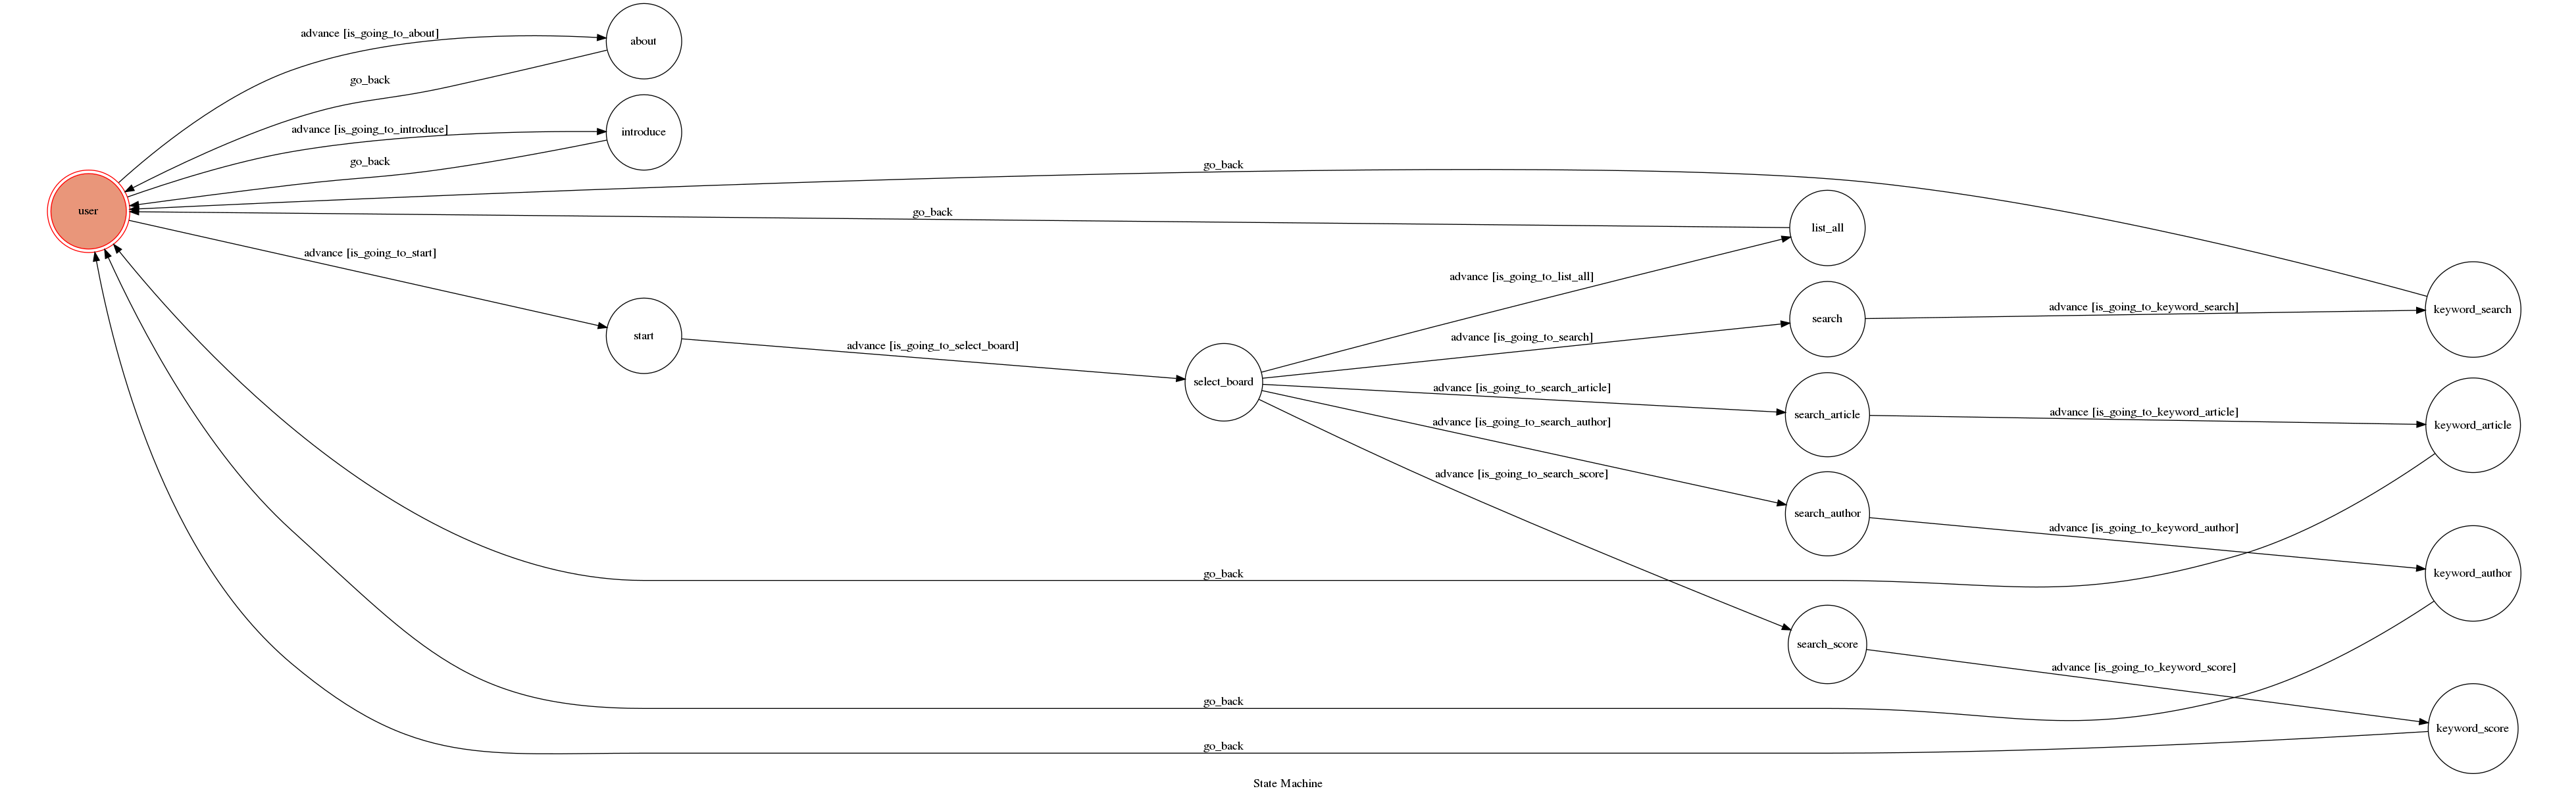 advance [is_going_to_about]
about
go_back
advance [is_going_to_introduce]
introduce
go_back
go_back
user
go_back
list_all
advance [is_going_to_start]
advance [is_going_to_list_all]
advance [is_going_to_keyword_search]
keyword_search
search
start
advance [is_going_to_select_board]
advance [is_going_to_search]
select_board
advance [is_going_to_search_article]
search_article
advance [is_going_to_keyword_article]
keyword_article
advance [is_going_to_search_author]
advance [is_going_to_search_score]
search_author
advance [is_going_to_keyword_author]
keyword_author
go_back
search_score
advance [is_going_to_keyword_score]
go_back
keyword_score
go_back
State Machine